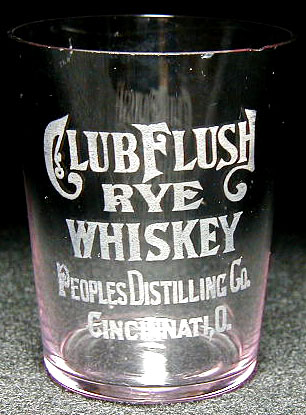 CLUB FLUSH
RYE
WHISKEY
PEOPLES DISTILLING CO.
CINCINNATI, O.